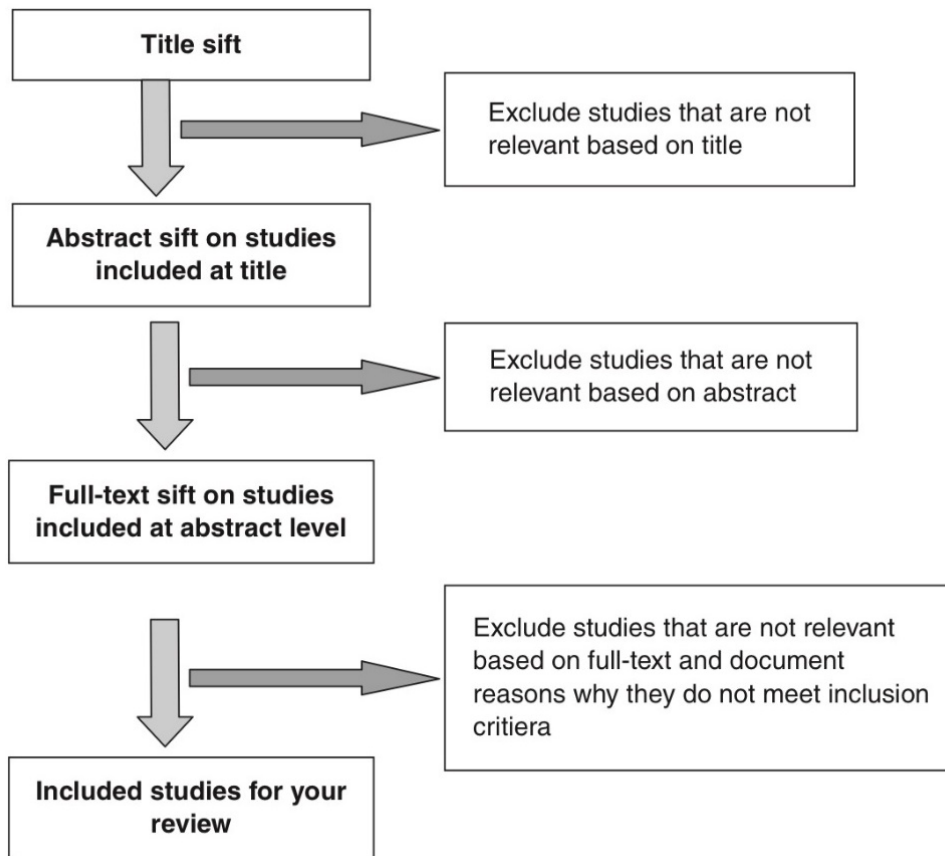 Title sift
Exclude studies that are not
relevant based on title
Abstract sift on studies
included at title
Exclude studies that are not
relevant based on abstract
Full-text sift on studies
included at abstract level
Exclude studies that are not relevant
based on full-text and document
reasons why they do not meet inclusion
critiera
Included studies for your
review